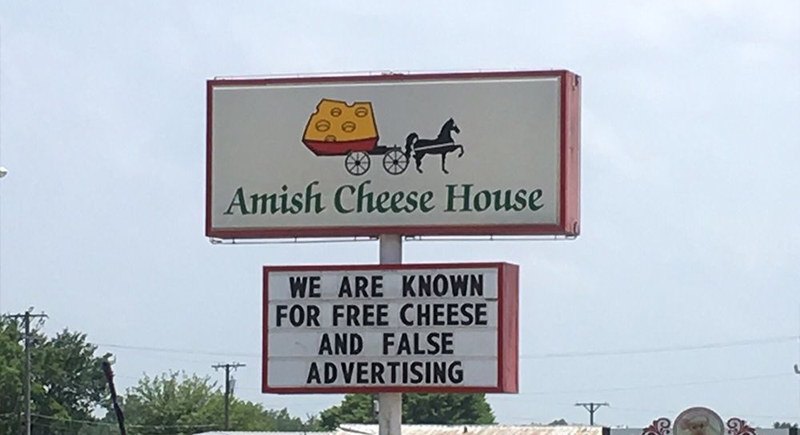 Amish Cheese House
WE ARE KNOWN
FOR FREE CHEESE
AND FALSE
ADVERTISING